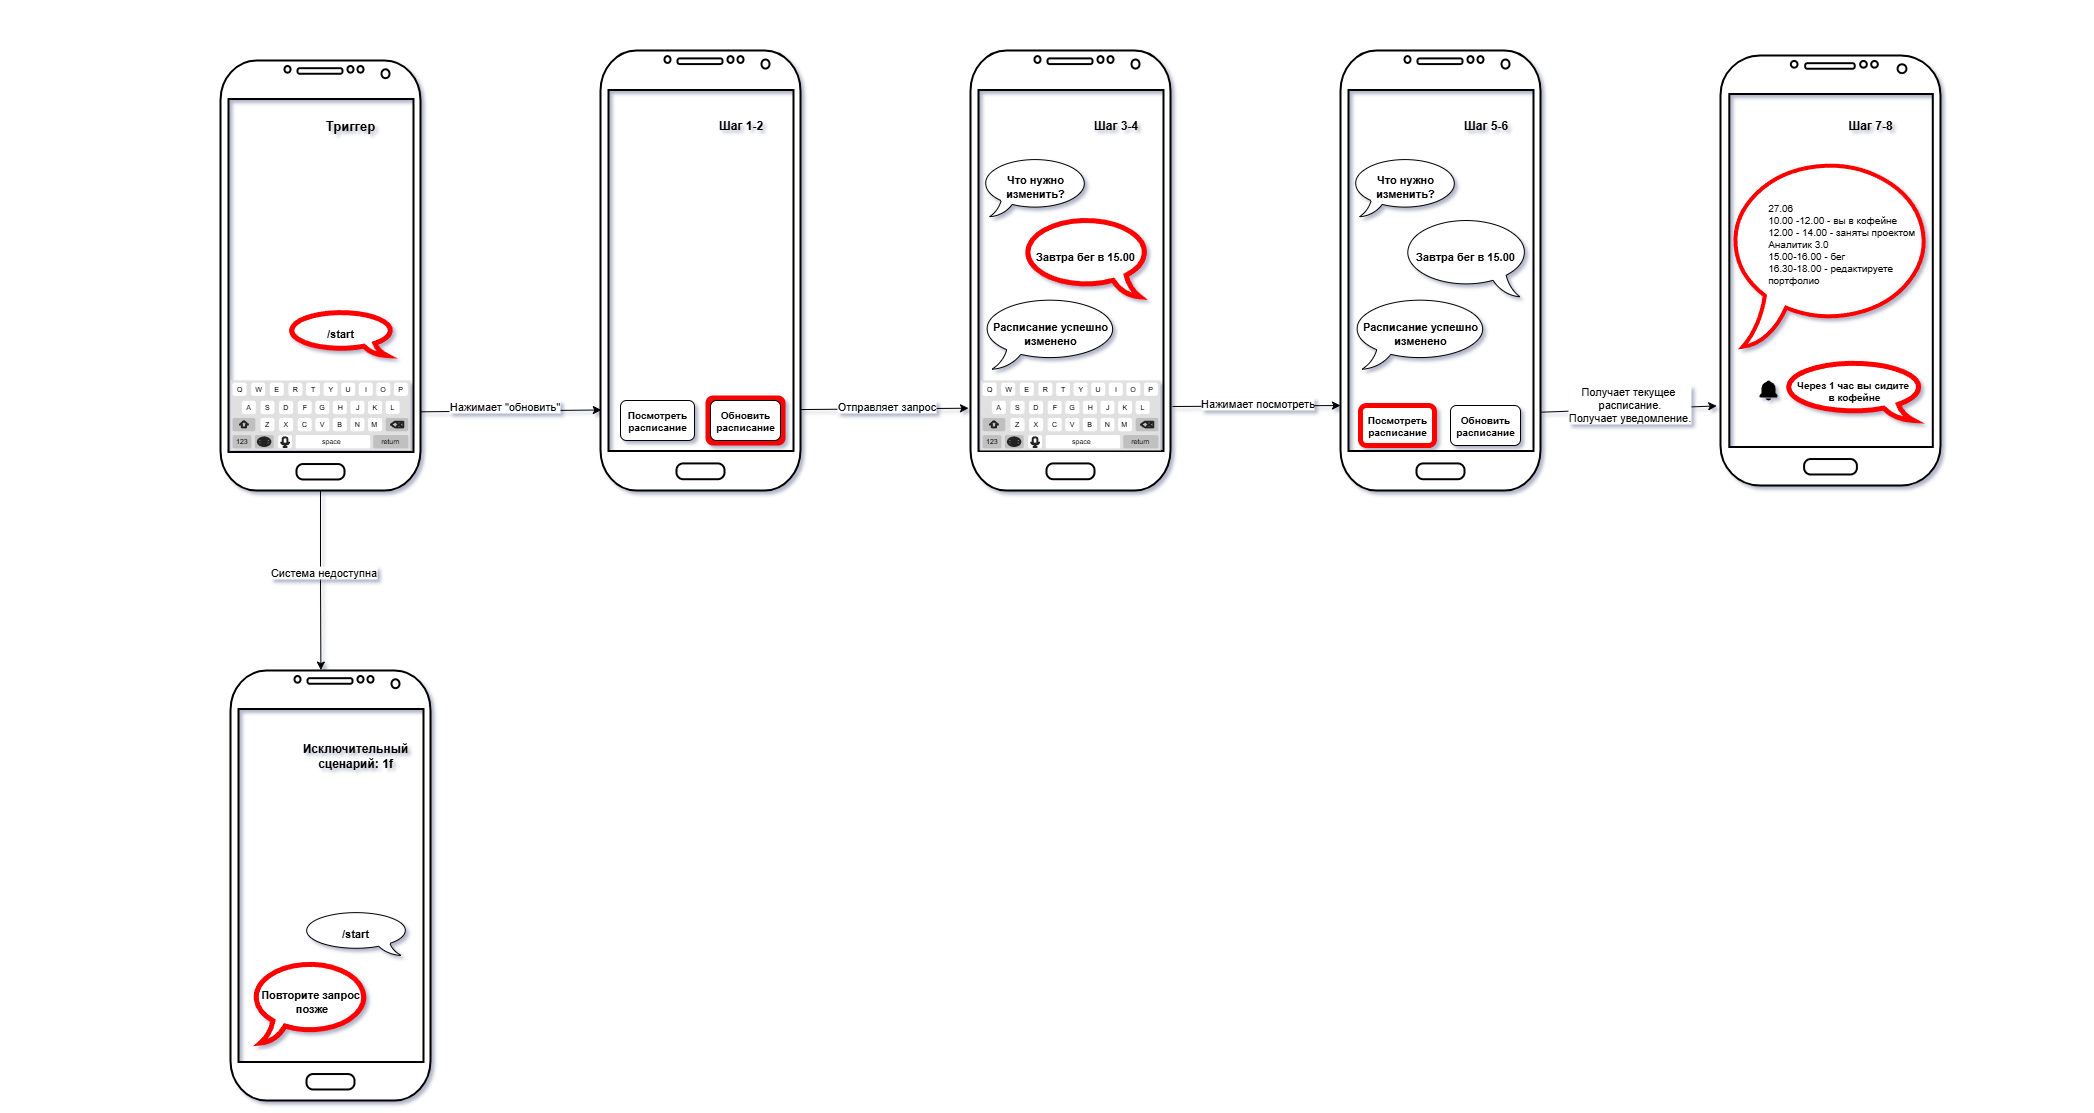 Триггер
/start
Q W E R T Y U I O P
A S D F G H J K L
Z X C V B N M
123 space return
Нажимает "обновить"
Шаг 1-2
Посмотреть
расписание
Обновить
расписание
Отправляет запрос
Шаг 3-4
Что нужно
изменить?
Завтра бег в 15.00
Расписание успешно
изменено
Q W E R T Y U I O P
A S D F G H J K L
Z X C V B N M
123 space return
Нажимает посмотреть
Шаг 5-6
Что нужно
изменить?
Завтра бег в 15.00
Расписание успешно
изменено
Посмотреть
расписание
Обновить
расписание
Получает текущее
расписание.
Получает уведомление.
Шаг 7-8
27.06
10.00 -12.00 - вы в кофейне
12.00 - 14.00 - заняты проектом
Аналитик 3.0
15.00-16.00 - бег
16.30-18.00 - редактируете
портфолио
Через 1 час вы сидите
в кофейне
Система недоступна
Исключительный
сценарий: 1f
/start
Повторите запрос
позже